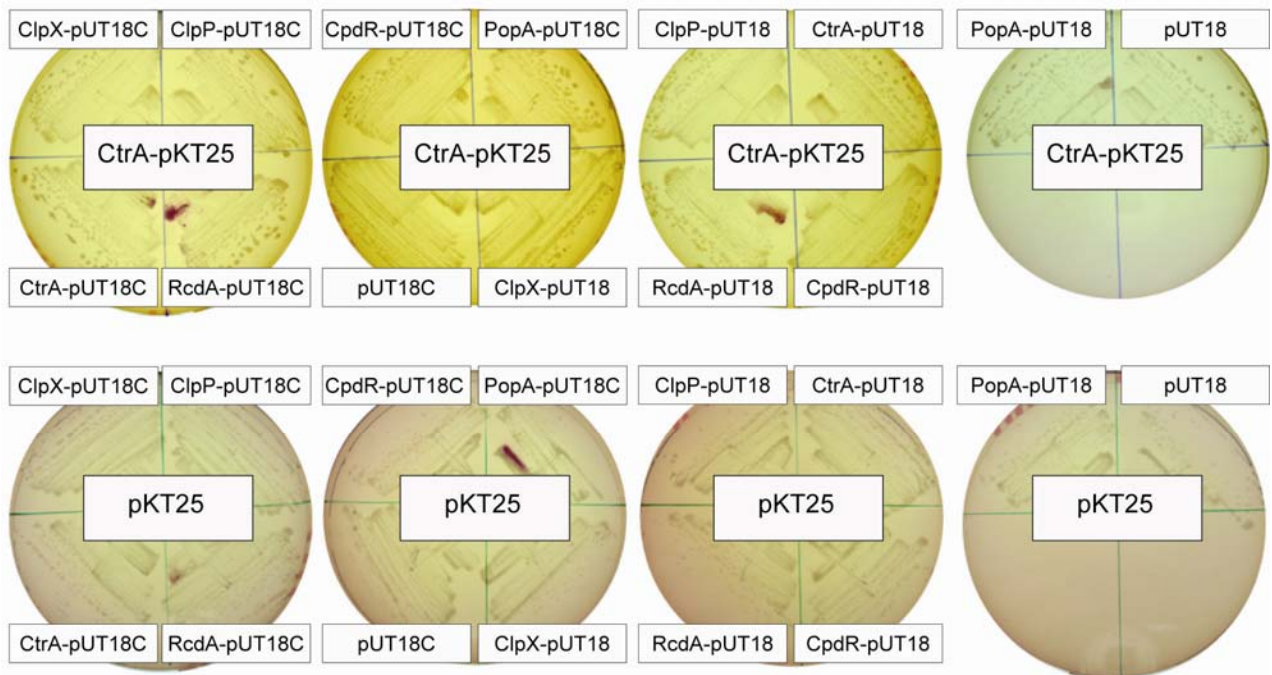 ClpX-pUT18C ClpP-pUT18C CpdR-pUT18C PopA-pUT18C ClpP-pUT18 CtrA-pUT18 PopA-pUT18 pUT18
CtrA-pKT25 CtrA-pKT25 CtrA-pKT25 CtrA-pKT25
CtrA-pUT18C RcdA-pUT18C pUT18C ClpX-pUT18 RcdA-pUT18 CpdR-pUT18
ClpX-pUT18C ClpP-pUT18C CpdR-pUT18C PopA-pUT18C ClpP-pUT18 CtrA-pUT18 PopA-pUT18 pUT18
pKT25 pKT25 pKT25 pKT25
CtrA-pUT18C RcdA-pUT18C pUT18C ClpX-pUT18 RcdA-pUT18 CpdR-pUT18